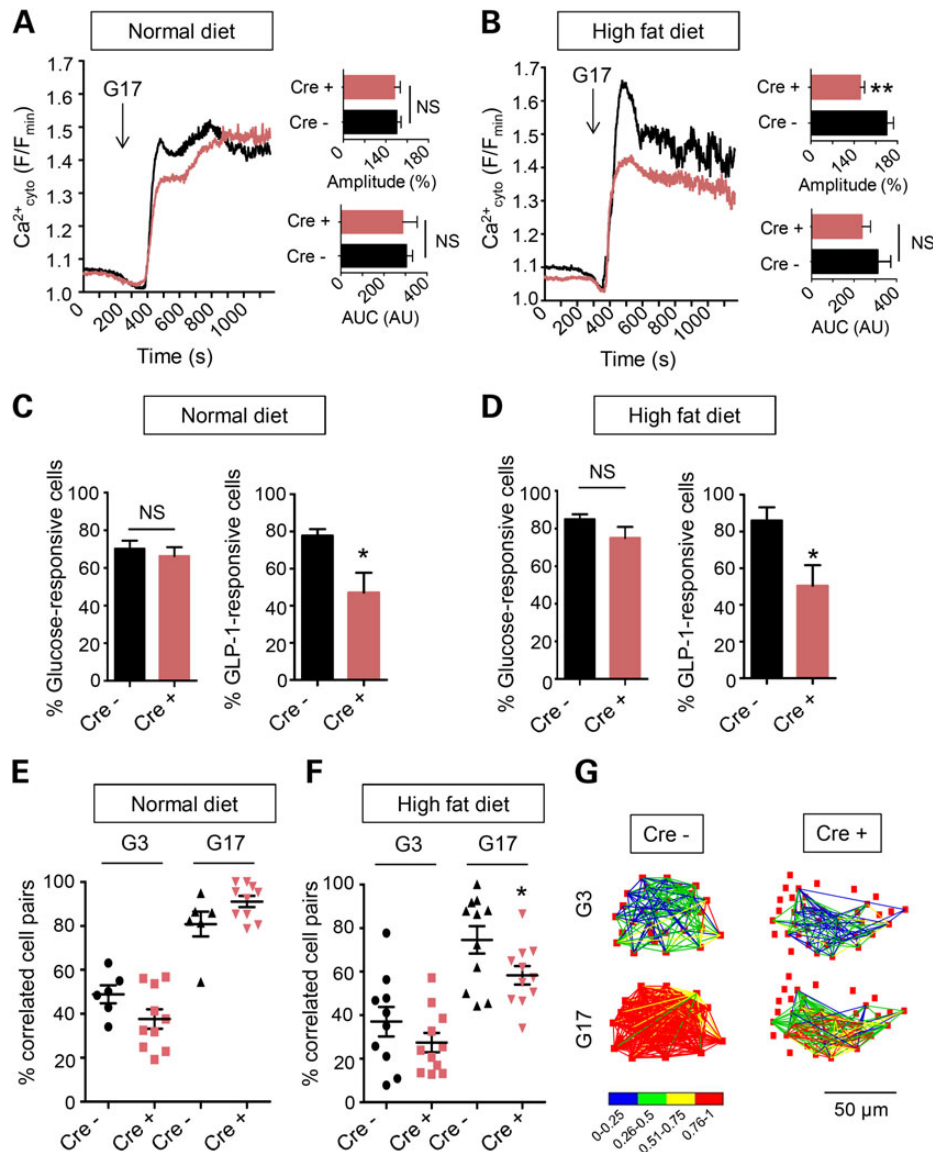 A
Normal diet
1.7
1.6
1.5
1.4
1.3
1.2
1.1
1.0
Ca2+cyto (F/Fmin)
G17
0
200
400
600
800
1000
Time (s)
Cre +
Cre -
NS
0
140
180
Amplitude (%)
Cre +
Cre -
NS
0
200
400
AUC (AU)
B
High fat diet
1.7
1.6
1.5
1.4
1.3
1.2
1.1
1.0
Ca2+cyto (F/Fmin)
G17
0
200
400
600
800
1000
Time (s)
Cre +
Cre -
**
0
140
180
Amplitude (%)
Cre +
Cre -
NS
0
200
400
AUC (AU)
C
Normal diet
% Glucose-responsive cells
100
80
60
40
20
0
NS
Cre -
Cre +
% GLP-1-responsive cells
100
80
60
40
20
0
*
Cre -
Cre +
D
High fat diet
% Glucose-responsive cells
100
80
60
40
20
0
NS
Cre -
Cre +
% GLP-1-responsive cells
100
80
60
40
20
0
*
Cre -
Cre +
E
Normal diet
G3
G17
% correlated cell pairs
100
80
60
40
20
0
Cre -
Cre +
Cre -
Cre +
F
High fat diet
G3
G17
% correlated cell pairs
100
80
60
40
20
0
*
Cre -
Cre +
Cre -
Cre +
G
Cre -
Cre +
G3
G17
0-0.25
0.26-0.5
0.51-0.75
0.76-1
50 µm